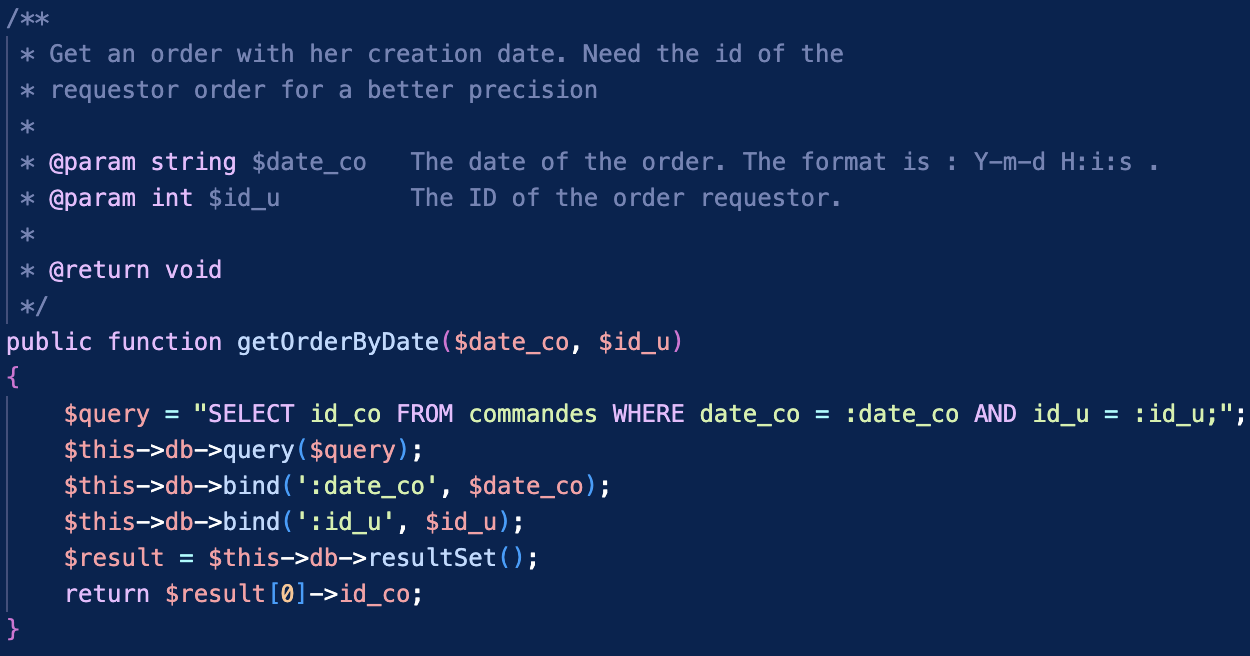 /**
 * Get an order with her creation date. Need the id of the
 * requestor order for a better precision
 *
 * @param string $date_co   The date of the order. The format is : Y-m-d H:i:s .
 * @param int $id_u         The ID of the order requestor.
 *
 * @return void
 */
public function getOrderByDate($date_co, $id_u)
{
    $query = "SELECT id_co FROM commandes WHERE date_co = :date_co AND id_u = :id_u;";
    $this->db->query($query);
    $this->db->bind(':date_co', $date_co);
    $this->db->bind(':id_u', $id_u);
    $result = $this->db->resultSet();
    return $result[0]->id_co;
}